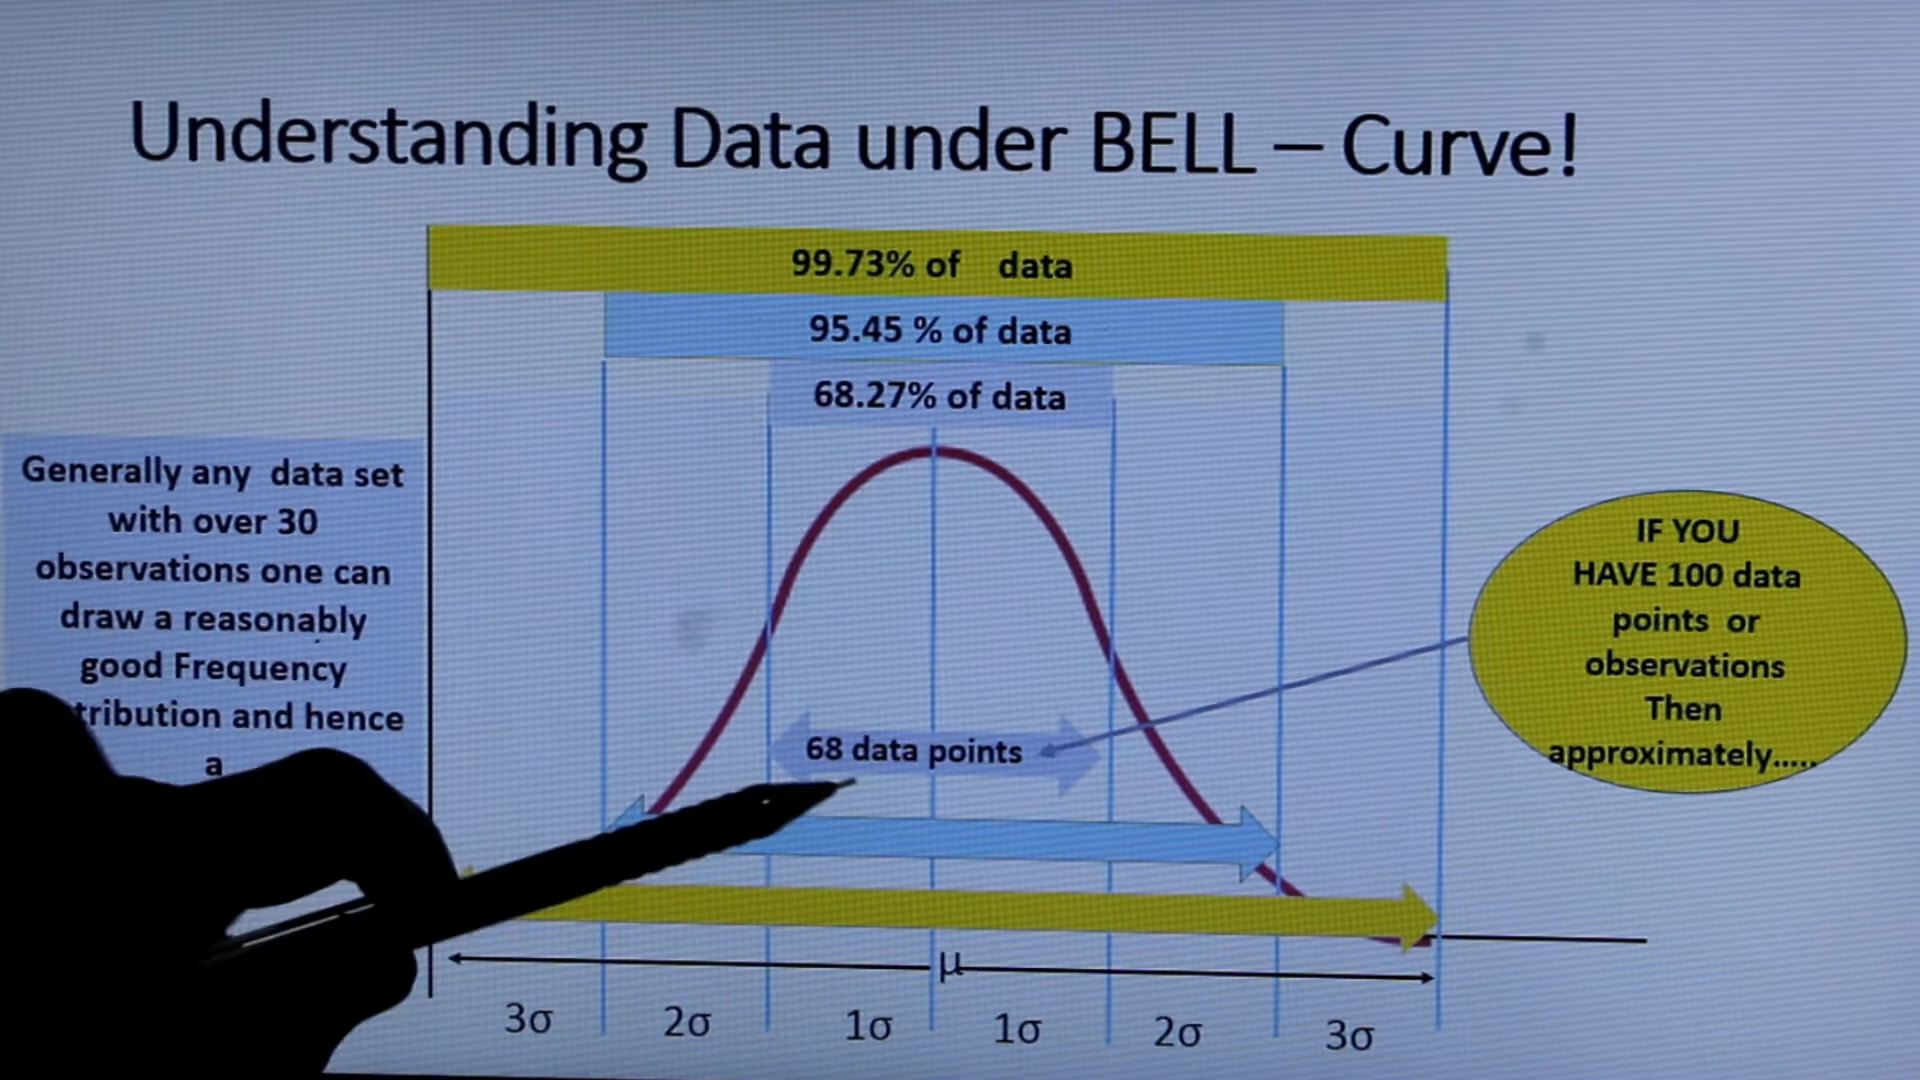 Understanding Data under BELL – Curve!
99.73% of data
95.45 % of data
68.27% of data
Generally any data set
with over 30
observations one can
draw a reasonably
good Frequency
tribution and hence
a
IF YOU
HAVE 100 data
points or
observations
Then
approximately.....
68 data points
μ
3σ 2σ 1σ 1σ 2σ 3σ